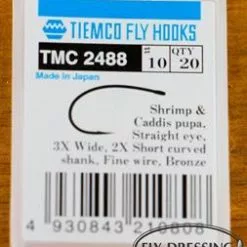 TIEMCO FLY HOOKS
TMC 2488
# 10
QTY 20
Made in Japan
Shrimp &
Caddis pupa,
Straight eye,
3X Wide, 2X Short curved
shank, Fine wire, Bronze
4 930843 210808
FLY DRESSING